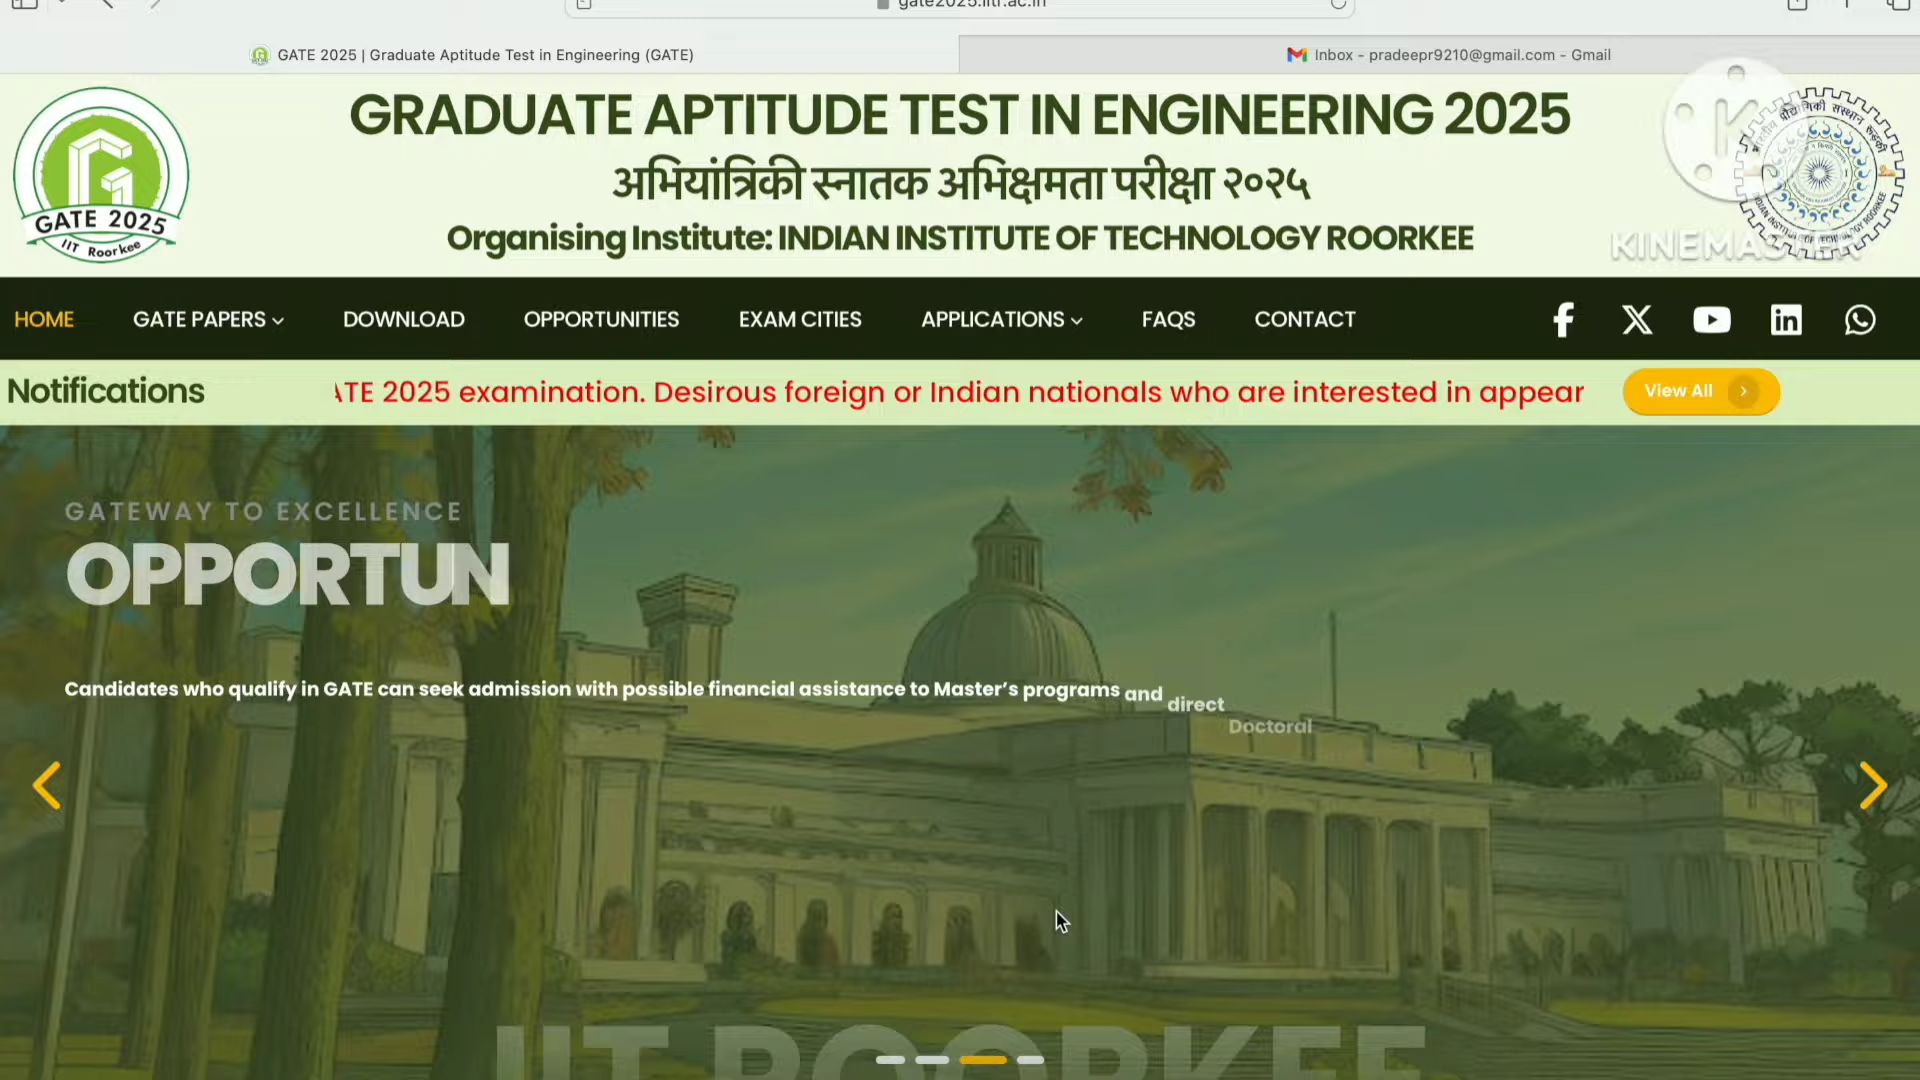 gate2025.iitr.ac.in
GATE 2025 | Graduate Aptitude Test in Engineering (GATE)
Inbox - pradeepr9210@gmail.com - Gmail
GATE 2025
IIT Roorkee
GRADUATE APTITUDE TEST IN ENGINEERING 2025
अभियांत्रिकी स्नातक अभिक्षमता परीक्षा २०२५
Organising Institute: INDIAN INSTITUTE OF TECHNOLOGY ROORKEE
KINEMASTER
HOME
GATE PAPERS
DOWNLOAD
OPPORTUNITIES
EXAM CITIES
APPLICATIONS
FAQS
CONTACT
Notifications
ATE 2025 examination. Desirous foreign or Indian nationals who are interested in appear
View All
GATEWAY TO EXCELLENCE
OPPORTUN
Candidates who qualify in GATE can seek admission with possible financial assistance to Master's programs and direct Doctoral
IIT ROORKEE